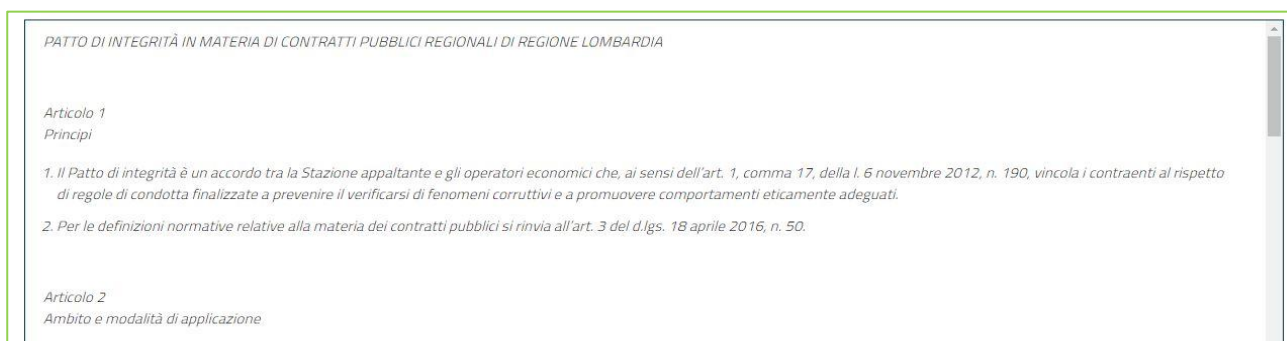 PATTO DI INTEGRITÀ IN MATERIA DI CONTRATTI PUBBLICI REGIONALI DI REGIONE LOMBARDIA
Articolo 1
Principi
1. Il Patto di integrità è un accordo tra la Stazione appaltante e gli operatori economici che, ai sensi dell'art. 1, comma 17, della l. 6 novembre 2012, n. 190, vincola i contraenti al rispetto
di regole di condotta finalizzate a prevenire il verificarsi di fenomeni corruttivi e a promuovere comportamenti eticamente adeguati.
2. Per le definizioni normative relative alla materia dei contratti pubblici si rinvia all'art. 3 del d.lgs. 18 aprile 2016, n. 50.
Articolo 2
Ambito e modalità di applicazione